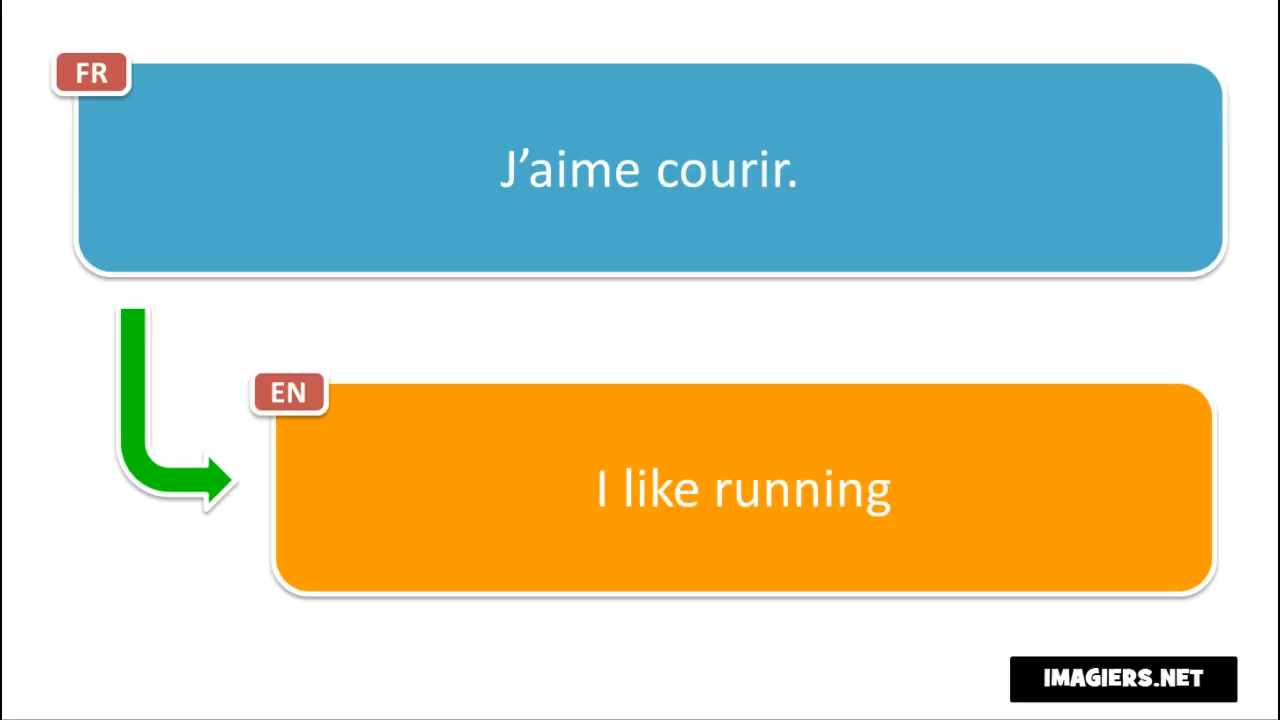 FR
J’aime courir.
EN
I like running
IMAGIERS.NET